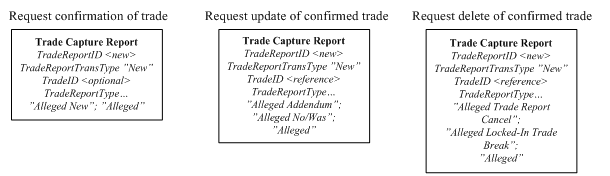 Request confirmation of trade
Trade Capture Report
TradeReportID <new>
TradeReportTransType "New"
TradeID <optional>
TradeReportType…
"Alleged New"; "Alleged"
Request update of confirmed trade
Trade Capture Report
TradeReportID <new>
TradeReportTransType "New"
TradeID <reference>
TradeReportType…
"Alleged Addendum";
"Alleged No/Was";
"Alleged"
Request delete of confirmed trade
Trade Capture Report
TradeReportID <new>
TradeReportTransType "New"
TradeID <reference>
TradeReportType…
"Alleged Trade Report
Cancel";
"Alleged Locked-In Trade
Break";
"Alleged"